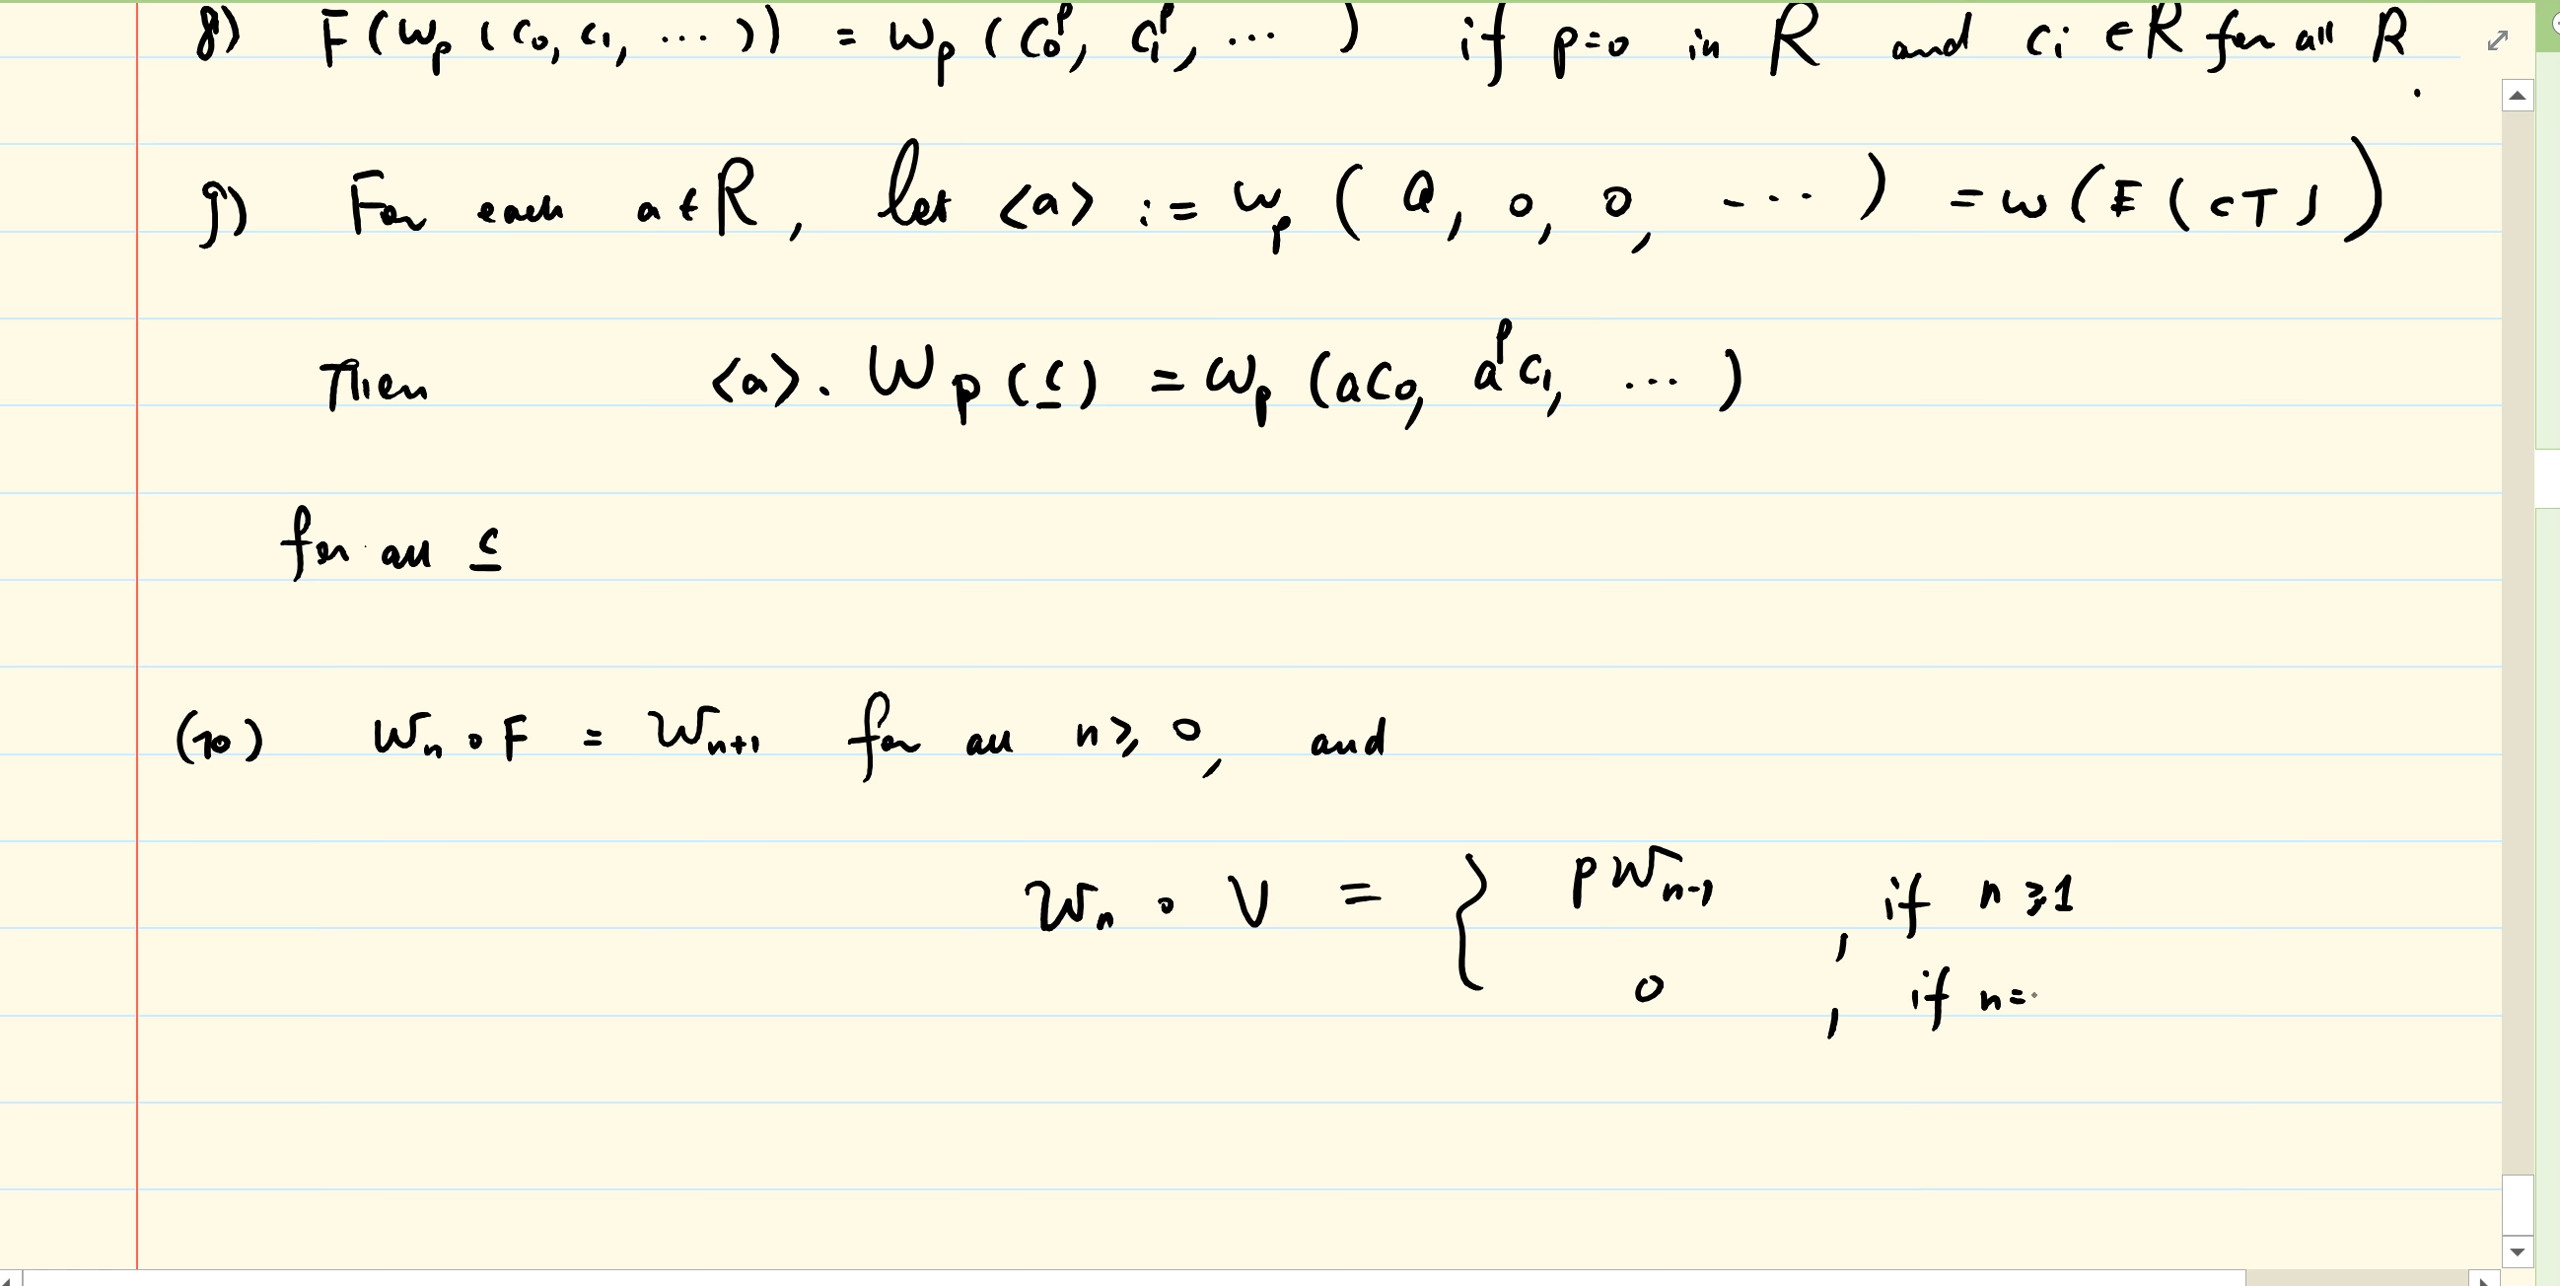 8) F(w_p(c_0, c_1, ...)) = w_p(c_0^p, c_1^p, ...) if p=0 in R and c_i ∈ R for all R.
9) For each a ∈ R, let <a> := w_p(a, 0, 0, ...) = w(E(cT))
Then <a>. W_p(c) = w_p(ac_0, a^p c_1, ...)
for all c
(10) W_n ∘ F = W_{n+1} for all n ≥ 0, and
W_n ∘ V = { p W_{n-1}, if n ≥ 1
0, if n=